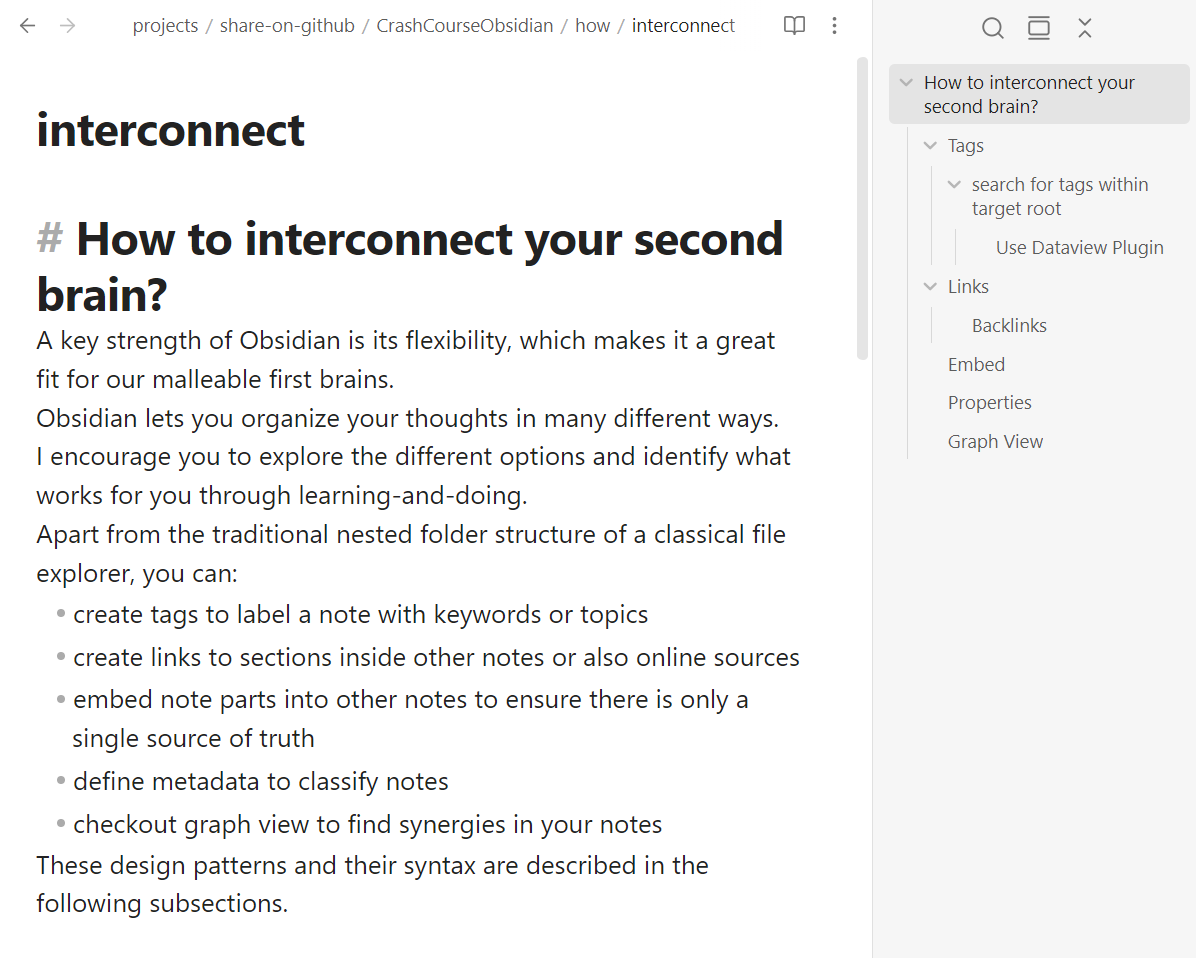 projects / share-on-github / CrashCourseObsidian / how / interconnect
interconnect
# How to interconnect your second
brain?
A key strength of Obsidian is its flexibility, which makes it a great
fit for our malleable first brains.
Obsidian lets you organize your thoughts in many different ways.
I encourage you to explore the different options and identify what
works for you through learning-and-doing.
Apart from the traditional nested folder structure of a classical file
explorer, you can:
• create tags to label a note with keywords or topics
• create links to sections inside other notes or also online sources
• embed note parts into other notes to ensure there is only a
single source of truth
• define metadata to classify notes
• checkout graph view to find synergies in your notes
These design patterns and their syntax are described in the
following subsections.
How to interconnect your
second brain?
Tags
search for tags within
target root
Use Dataview Plugin
Links
Backlinks
Embed
Properties
Graph View